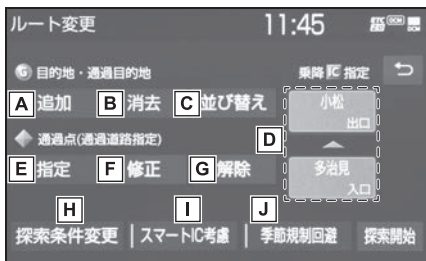 ルート変更 11:45
G 目的地・通過目的地 乗降IC指定
A 追加 B 消去 C 並び替え 小松 出口
D
通過点(通過道路指定)
E 指定 F 修正 G 解除 多治見 入口
H I J
探索条件変更 スマートIC考慮 季節規制回避 探索開始